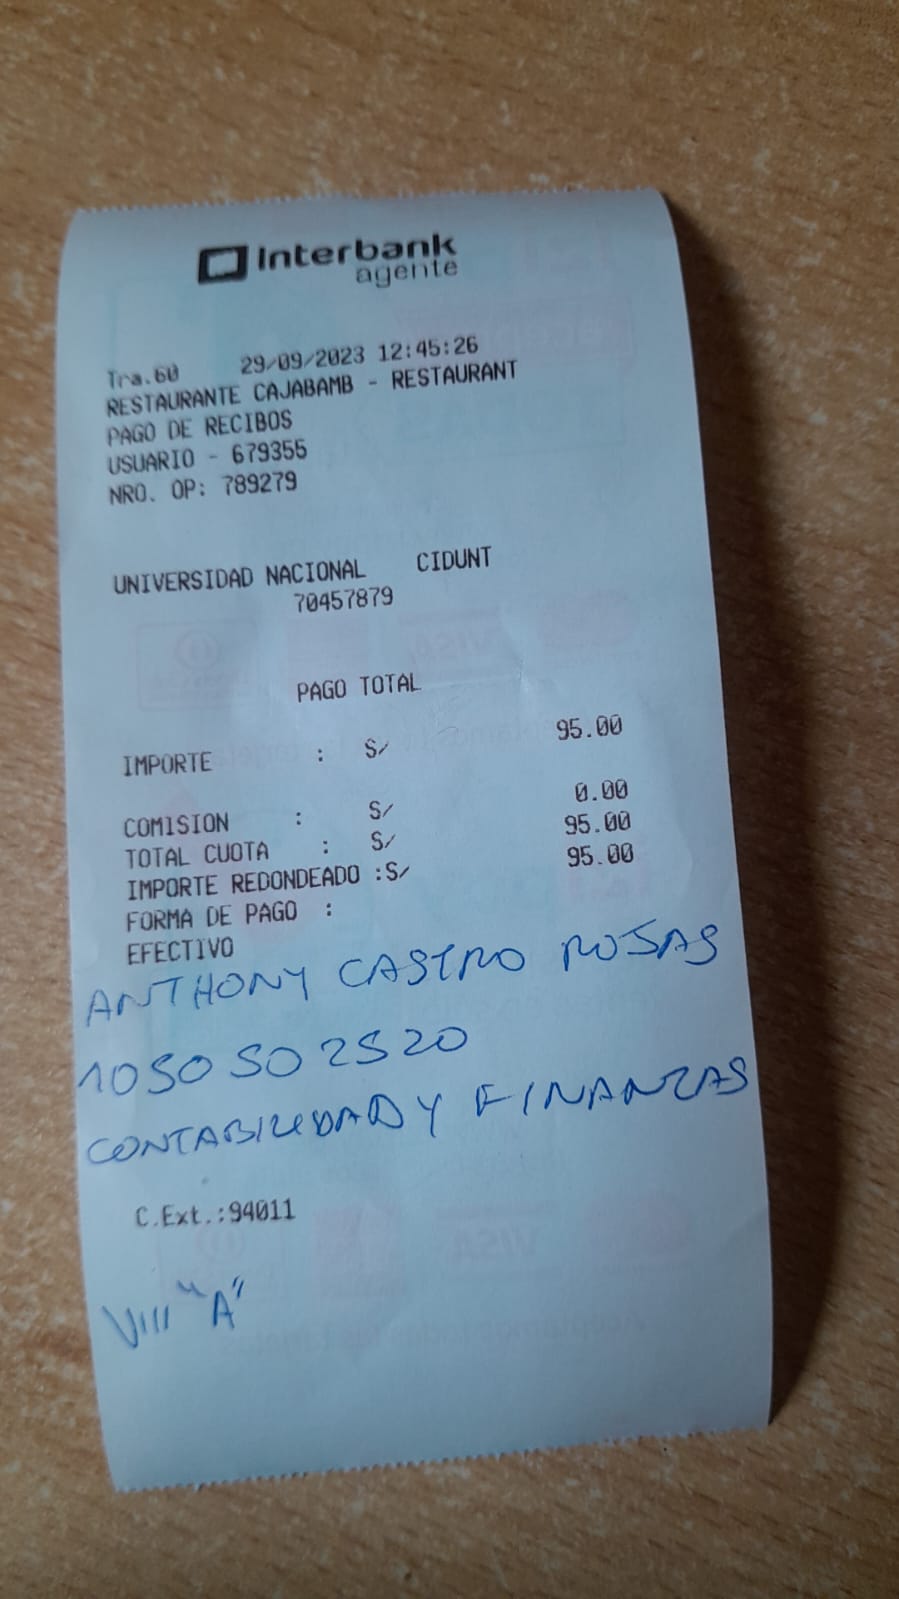 Interbank
agente
Tra.60 29/09/2023 12:45:26
RESTAURANTE CAJABAMB - RESTAURANT
PAGO DE RECIBOS
USUARIO - 679355
NRO. OP: 789279
UNIVERSIDAD NACIONAL CIDUNT
70457879
PAGO TOTAL
IMPORTE : S/ 95.00
COMISION : S/ 0.00
TOTAL CUOTA : S/ 95.00
IMPORTE REDONDEADO :S/ 95.00
FORMA DE PAGO :
EFECTIVO
ANTHONY CASTRO ROSAS
1050502520
CONTABILIDAD Y FINANZAS
C.Ext.:94011
VIII "A"